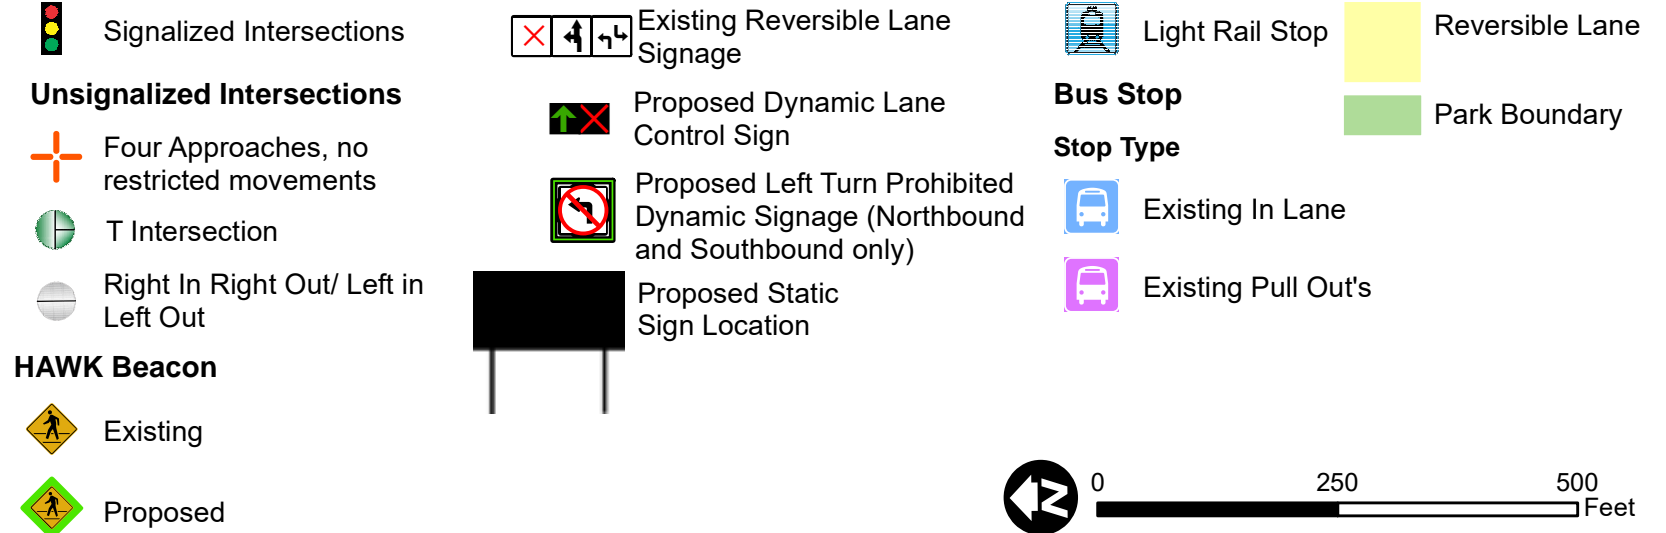 Signalized Intersections
Unsignalized Intersections
Four Approaches, no
restricted movements
T Intersection
Right In Right Out/ Left in
Left Out
HAWK Beacon
Existing
Proposed
Existing Reversible Lane
Signage
Proposed Dynamic Lane
Control Sign
Proposed Left Turn Prohibited
Dynamic Signage (Northbound
and Southbound only)
Proposed Static
Sign Location
Light Rail Stop
Bus Stop
Stop Type
Existing In Lane
Existing Pull Out's
Reversible Lane
Park Boundary
N
0 250 500
Feet